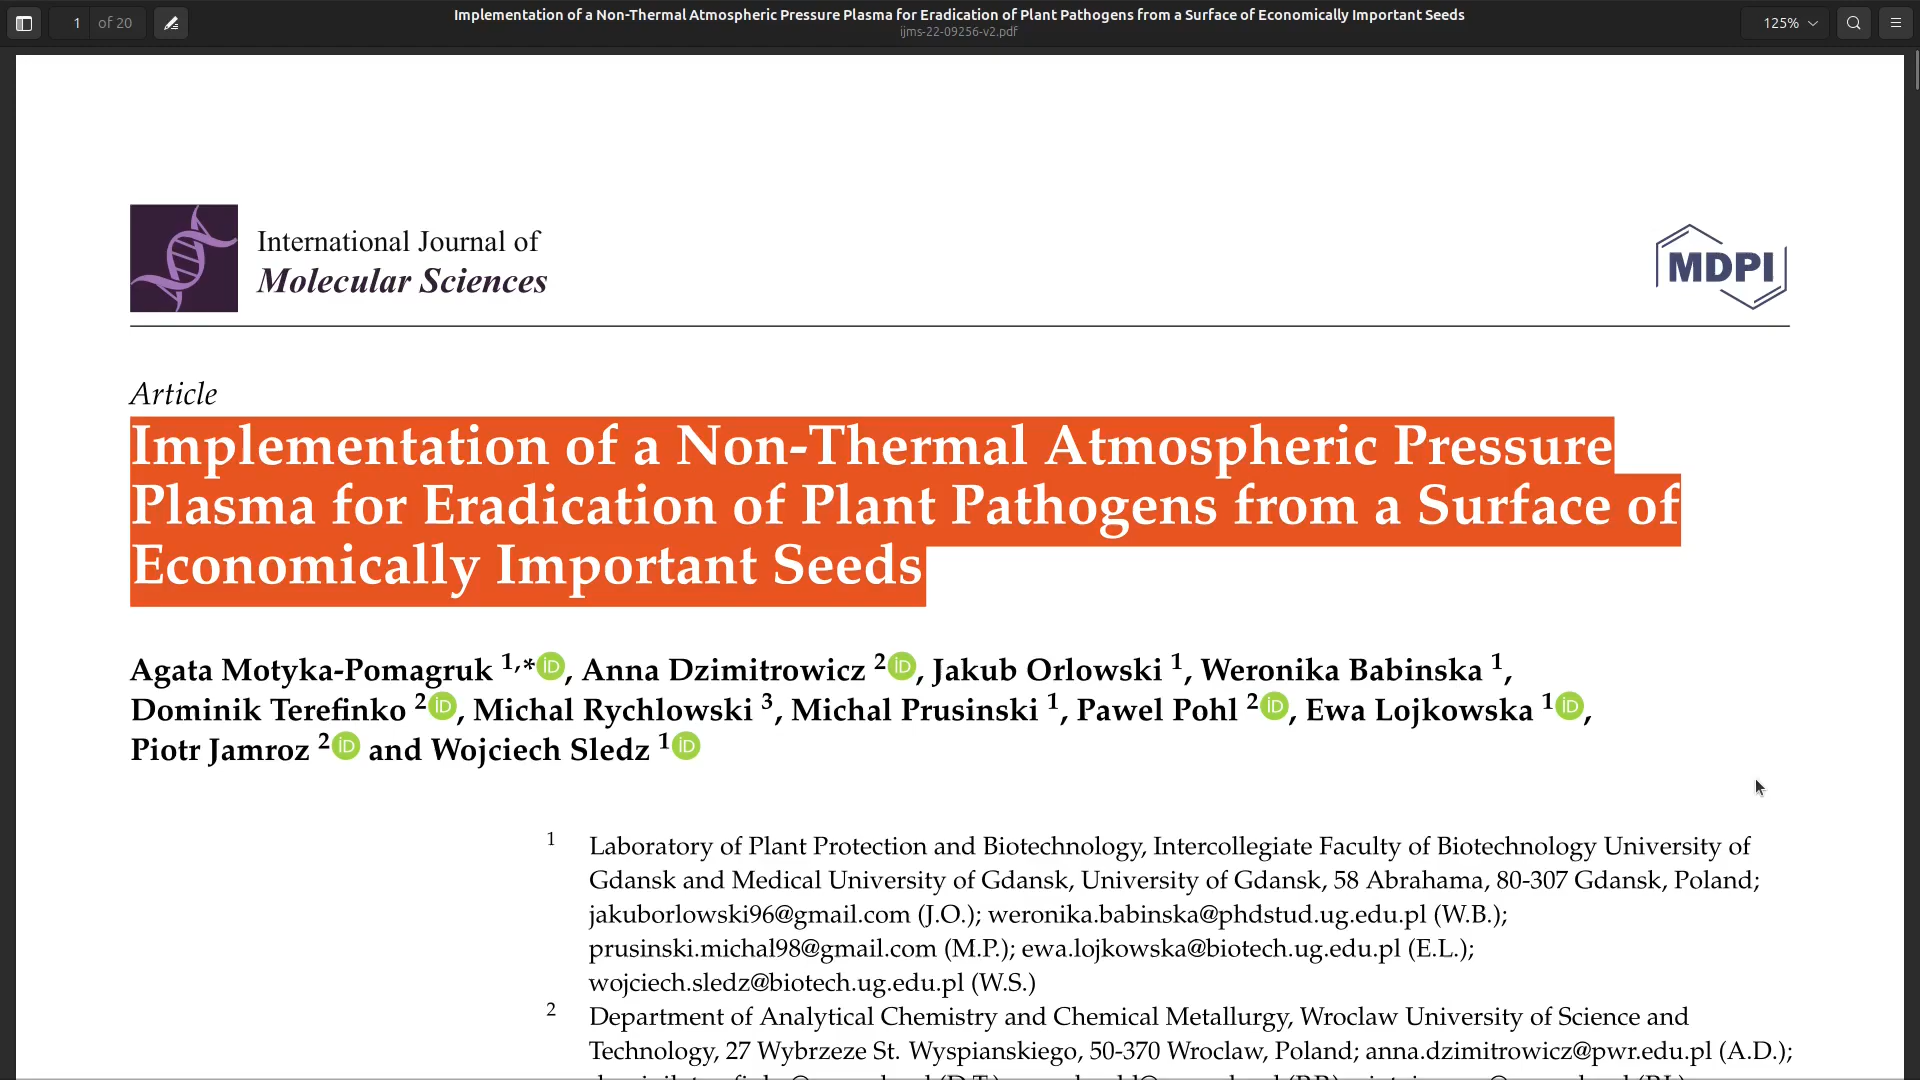 1 of 20
Implementation of a Non-Thermal Atmospheric Pressure Plasma for Eradication of Plant Pathogens from a Surface of Economically Important Seeds
ijms-22-09256-v2.pdf
125%
International Journal of
Molecular Sciences
MDPI
Article
Implementation of a Non-Thermal Atmospheric Pressure
Plasma for Eradication of Plant Pathogens from a Surface of
Economically Important Seeds
Agata Motyka-Pomagruk 1,* iD, Anna Dzimitrowicz 2 iD, Jakub Orlowski 1, Weronika Babinska 1,
Dominik Terefinko 2 iD, Michal Rychlowski 3, Michal Prusinski 1, Pawel Pohl 2 iD, Ewa Lojkowska 1 iD,
Piotr Jamroz 2 iD and Wojciech Sledz 1 iD
1 Laboratory of Plant Protection and Biotechnology, Intercollegiate Faculty of Biotechnology University of
Gdansk and Medical University of Gdansk, University of Gdansk, 58 Abrahama, 80-307 Gdansk, Poland;
jakuborlowski96@gmail.com (J.O.); weronika.babinska@phdstud.ug.edu.pl (W.B.);
prusinski.michal98@gmail.com (M.P.); ewa.lojkowska@biotech.ug.edu.pl (E.L.);
wojciech.sledz@biotech.ug.edu.pl (W.S.)
2 Department of Analytical Chemistry and Chemical Metallurgy, Wroclaw University of Science and
Technology, 27 Wybrzeze St. Wyspianskiego, 50-370 Wroclaw, Poland; anna.dzimitrowicz@pwr.edu.pl (A.D.);